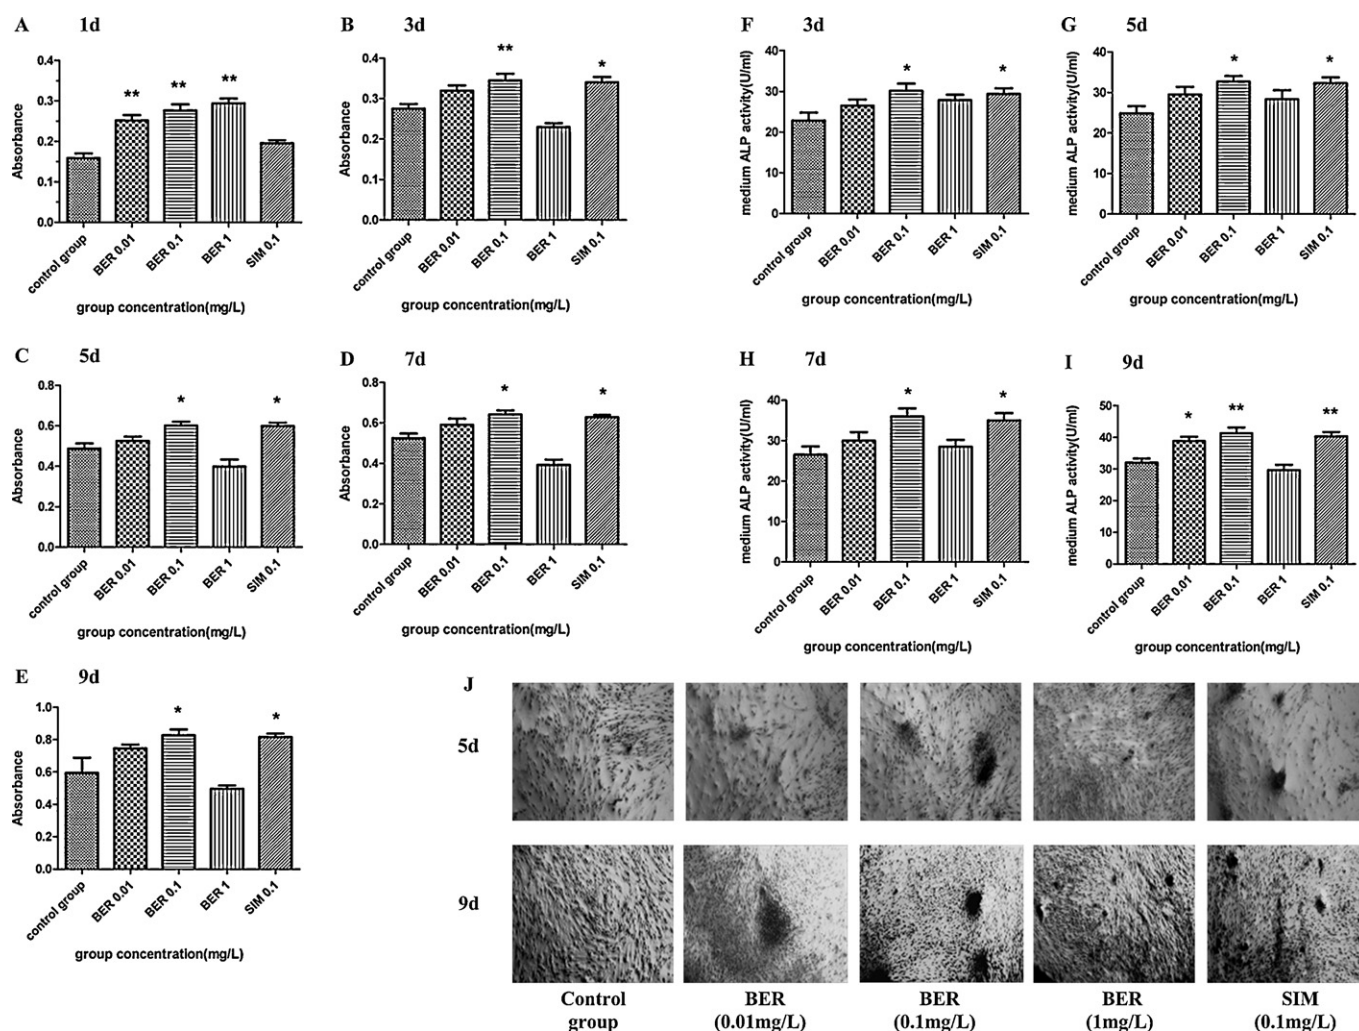 A 1d
Absorbance
0.4
0.3
0.2
0.1
0.0
**
**
**
control group
BER 0.01
BER 0.1
BER 1
SIM 0.1
group concentration(mg/L)
B 3d
Absorbance
0.4
0.3
0.2
0.1
0.0
**
*
control group
BER 0.01
BER 0.1
BER 1
SIM 0.1
group concentration(mg/L)
F 3d
medium ALP activity(U/ml)
40
30
20
10
0
*
*
control group
BER 0.01
BER 0.1
BER 1
SIM 0.1
group concentration(mg/L)
G 5d
medium ALP activity(U/ml)
40
30
20
10
0
*
*
control group
BER 0.01
BER 0.1
BER 1
SIM 0.1
group concentration(mg/L)
C 5d
Absorbance
0.8
0.6
0.4
0.2
0.0
*
*
control group
BER 0.01
BER 0.1
BER 1
SIM 0.1
group concentration(mg/L)
D 7d
Absorbance
0.8
0.6
0.4
0.2
0.0
*
*
control group
BER 0.01
BER 0.1
BER 1
SIM 0.1
group concentration(mg/L)
H 7d
medium ALP activity(U/ml)
40
30
20
10
0
*
*
control group
BER 0.01
BER 0.1
BER 1
SIM 0.1
group concentration(mg/L)
I 9d
medium ALP activity(U/ml)
50
40
30
20
10
0
*
**
**
control group
BER 0.01
BER 0.1
BER 1
SIM 0.1
group concentration(mg/L)
E 9d
Absorbance
1.0
0.8
0.6
0.4
0.2
0.0
*
*
control group
BER 0.01
BER 0.1
BER 1
SIM 0.1
group concentration(mg/L)
J
5d
9d
Control
group
BER
(0.01mg/L)
BER
(0.1mg/L)
BER
(1mg/L)
SIM
(0.1mg/L)